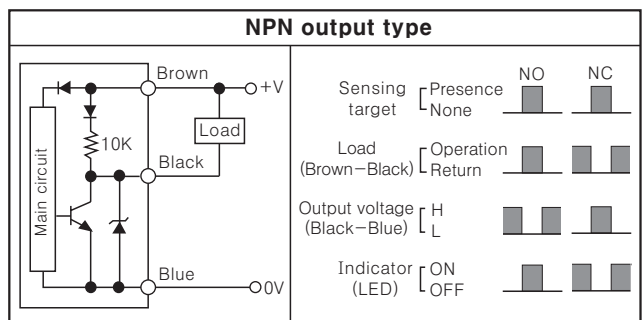 NPN output type
Main circuit
Brown
+V
Load
10K
Black
Blue
0V
NO NC
Sensing target Presence None
Load (Brown-Black) Operation Return
Output voltage (Black-Blue) H L
Indicator (LED) ON OFF